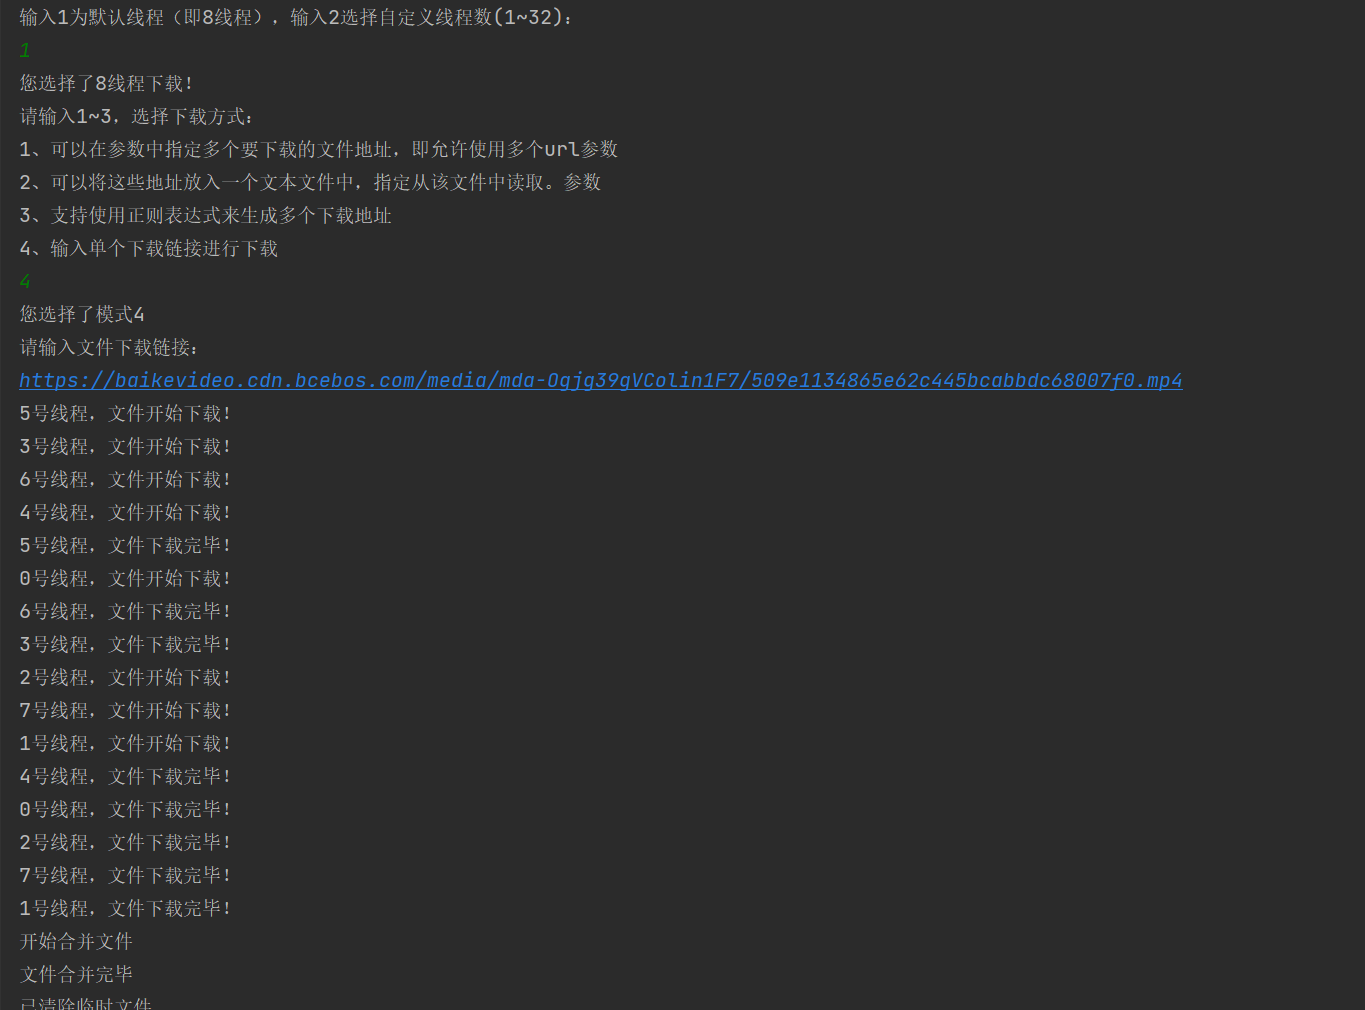 输入1为默认线程（即8线程），输入2选择自定义线程数(1~32)：
1
您选择了8线程下载！
请输入1~3，选择下载方式：
1、可以在参数中指定多个要下载的文件地址，即允许使用多个url参数
2、可以将这些地址放入一个文本文件中，指定从该文件中读取。参数
3、支持使用正则表达式来生成多个下载地址
4、输入单个下载链接进行下载
4
您选择了模式4
请输入文件下载链接：
https://baikevideo.cdn.bcebos.com/media/mda-Ogjg39gVColin1F7/509e1134865e62c445bcabbdc68007f0.mp4
5号线程，文件开始下载！
3号线程，文件开始下载！
6号线程，文件开始下载！
4号线程，文件开始下载！
5号线程，文件下载完毕！
0号线程，文件开始下载！
6号线程，文件下载完毕！
3号线程，文件下载完毕！
2号线程，文件开始下载！
7号线程，文件开始下载！
1号线程，文件开始下载！
4号线程，文件下载完毕！
0号线程，文件下载完毕！
2号线程，文件下载完毕！
7号线程，文件下载完毕！
1号线程，文件下载完毕！
开始合并文件
文件合并完毕
已清除临时文件